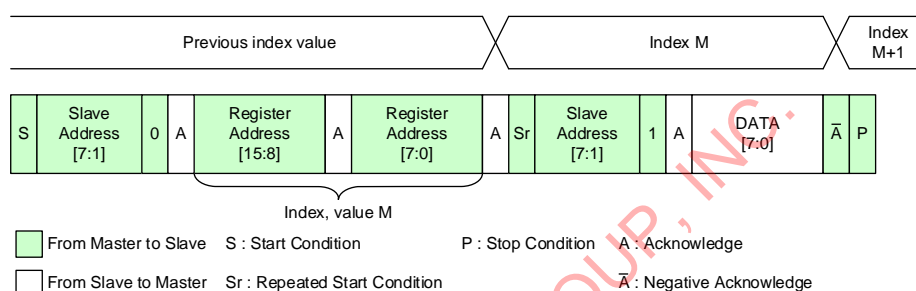 Previous index value
Index M
Index
M+1
S
Slave
Address
[7:1]
0
A
Register
Address
[15:8]
A
Register
Address
[7:0]
A
Sr
Slave
Address
[7:1]
1
A
DATA
[7:0]
A̅
P
Index, value M
From Master to Slave
S : Start Condition
P : Stop Condition
A : Acknowledge
From Slave to Master
Sr : Repeated Start Condition
A̅ : Negative Acknowledge
OUP, INC.